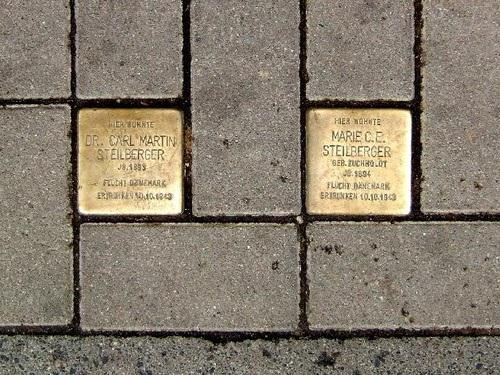 HIER WOHNTE
DR. CARL MARTIN
STEILBERGER
JG. 1885
FLUCHT DÄNEMARK
ERTRUNKEN 10.10.1943
HIER WOHNTE
MARIE C.E.
STEILBERGER
GEB. ZUCHHOLDT
JG. 1894
FLUCHT DÄNEMARK
ERTRUNKEN 10.10.1943